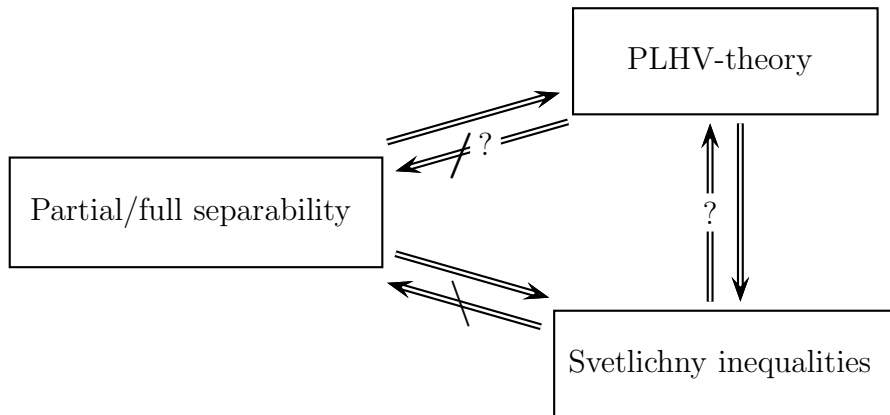 PLHV-theory
?
Partial/full separability
?
Svetlichny inequalities